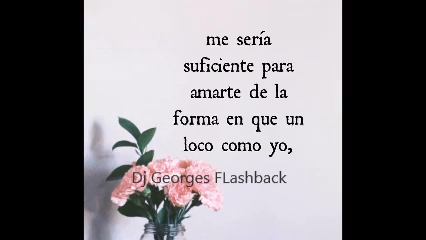 me sería
suficiente para
amarte de la
forma en que un
loco como yo,
Dj Georges FLashback